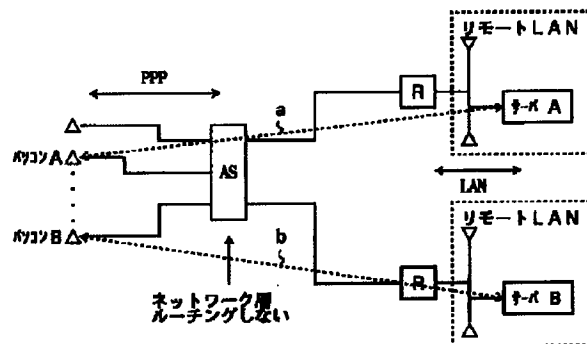 リモートLAN
PPP
R
サーバ A
a
パソコンA
AS
LAN
リモートLAN
パソコンB
b
R
サーバ B
ネットワーク層
ルーチングしない